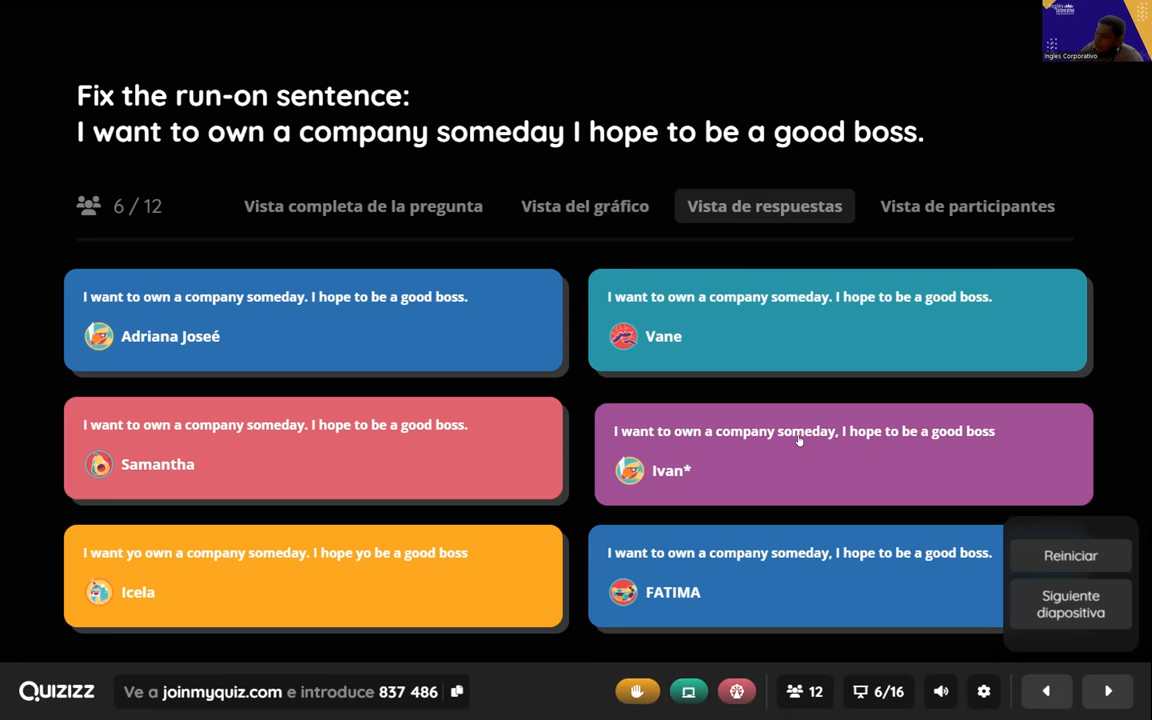 Fix the run-on sentence:
I want to own a company someday I hope to be a good boss.
6 / 12
Vista completa de la pregunta
Vista del gráfico
Vista de respuestas
Vista de participantes
I want to own a company someday. I hope to be a good boss.
Adriana Joseé
I want to own a company someday. I hope to be a good boss.
Vane
I want to own a company someday. I hope to be a good boss.
Samantha
I want to own a company someday, I hope to be a good boss
Ivan*
I want yo own a company someday. I hope yo be a good boss
Icela
I want to own a company someday, I hope to be a good boss.
FATIMA
Reiniciar
Siguiente
diapositiva
QUIZIZZ
Ve a joinmyquiz.com e introduce 837 486
12
6/16
Ingles Corporativo